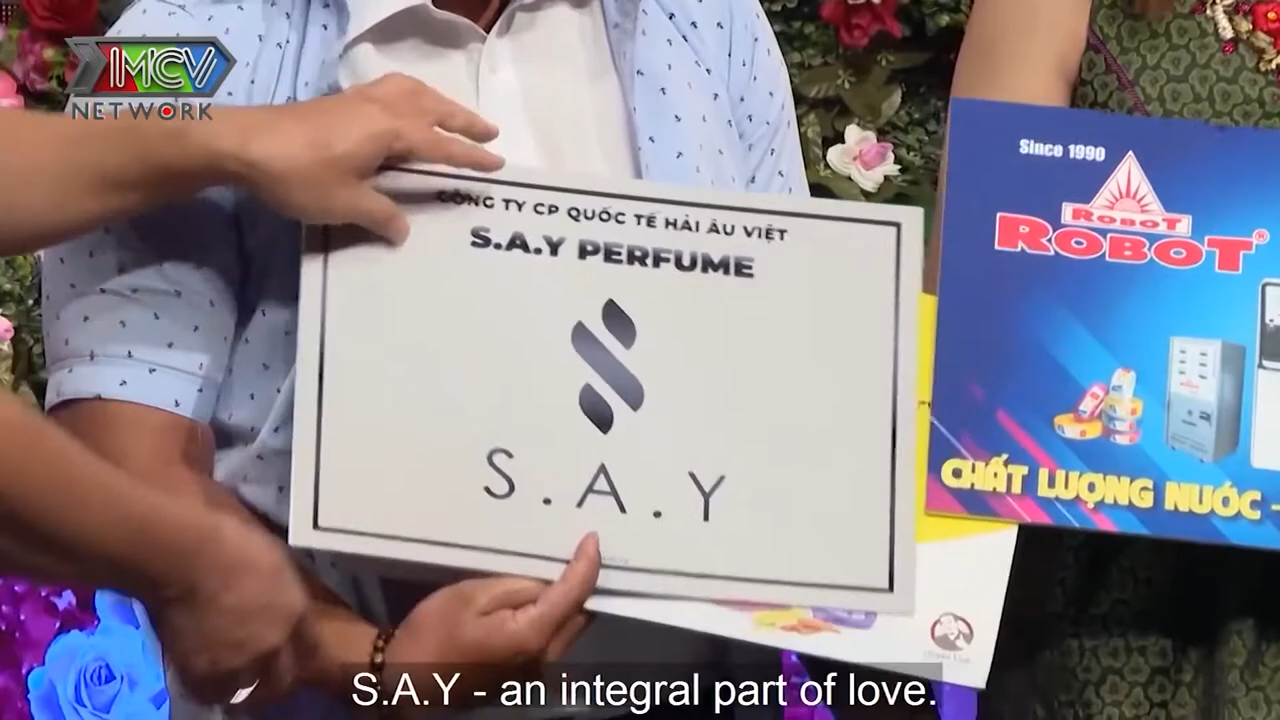 MCV
NETWORK
CÔNG TY CP QUỐC TẾ HẢI ÂU VIỆT
S.A.Y PERFUME
S.A.Y
Since 1990
ROBOT
ROBOT®
CHẤT LƯỢNG NƯỚC -
S.A.Y - an integral part of love.